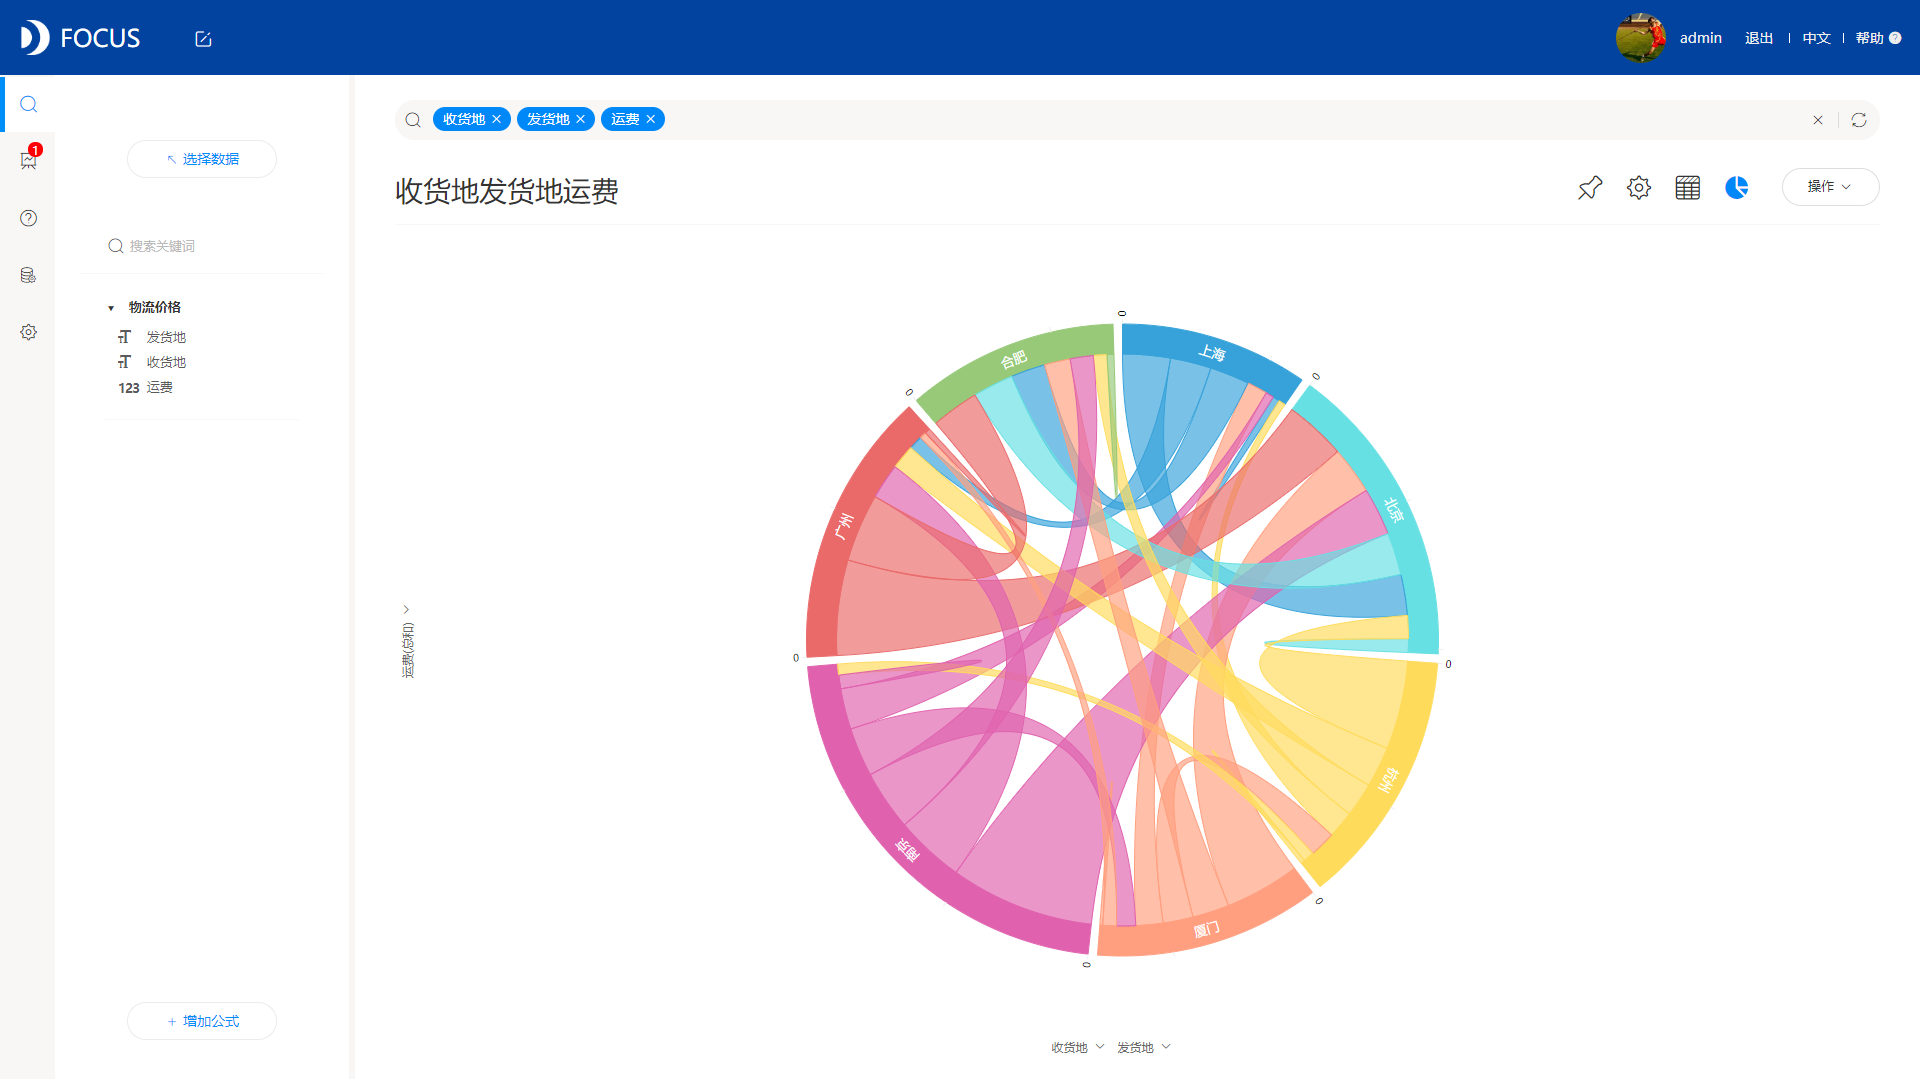 FOCUS
admin 退出 中文 帮助 ?
1
收货地 × 发货地 × 运费 ×
选择数据
收货地发货地运费
操作
搜索关键词
物流价格
发货地
收货地
123 运费
增加公式
运费(总和)
0
上海
0
北京
0
杭州
0
厦门
0
南京
0
广州
0
合肥
收货地 发货地